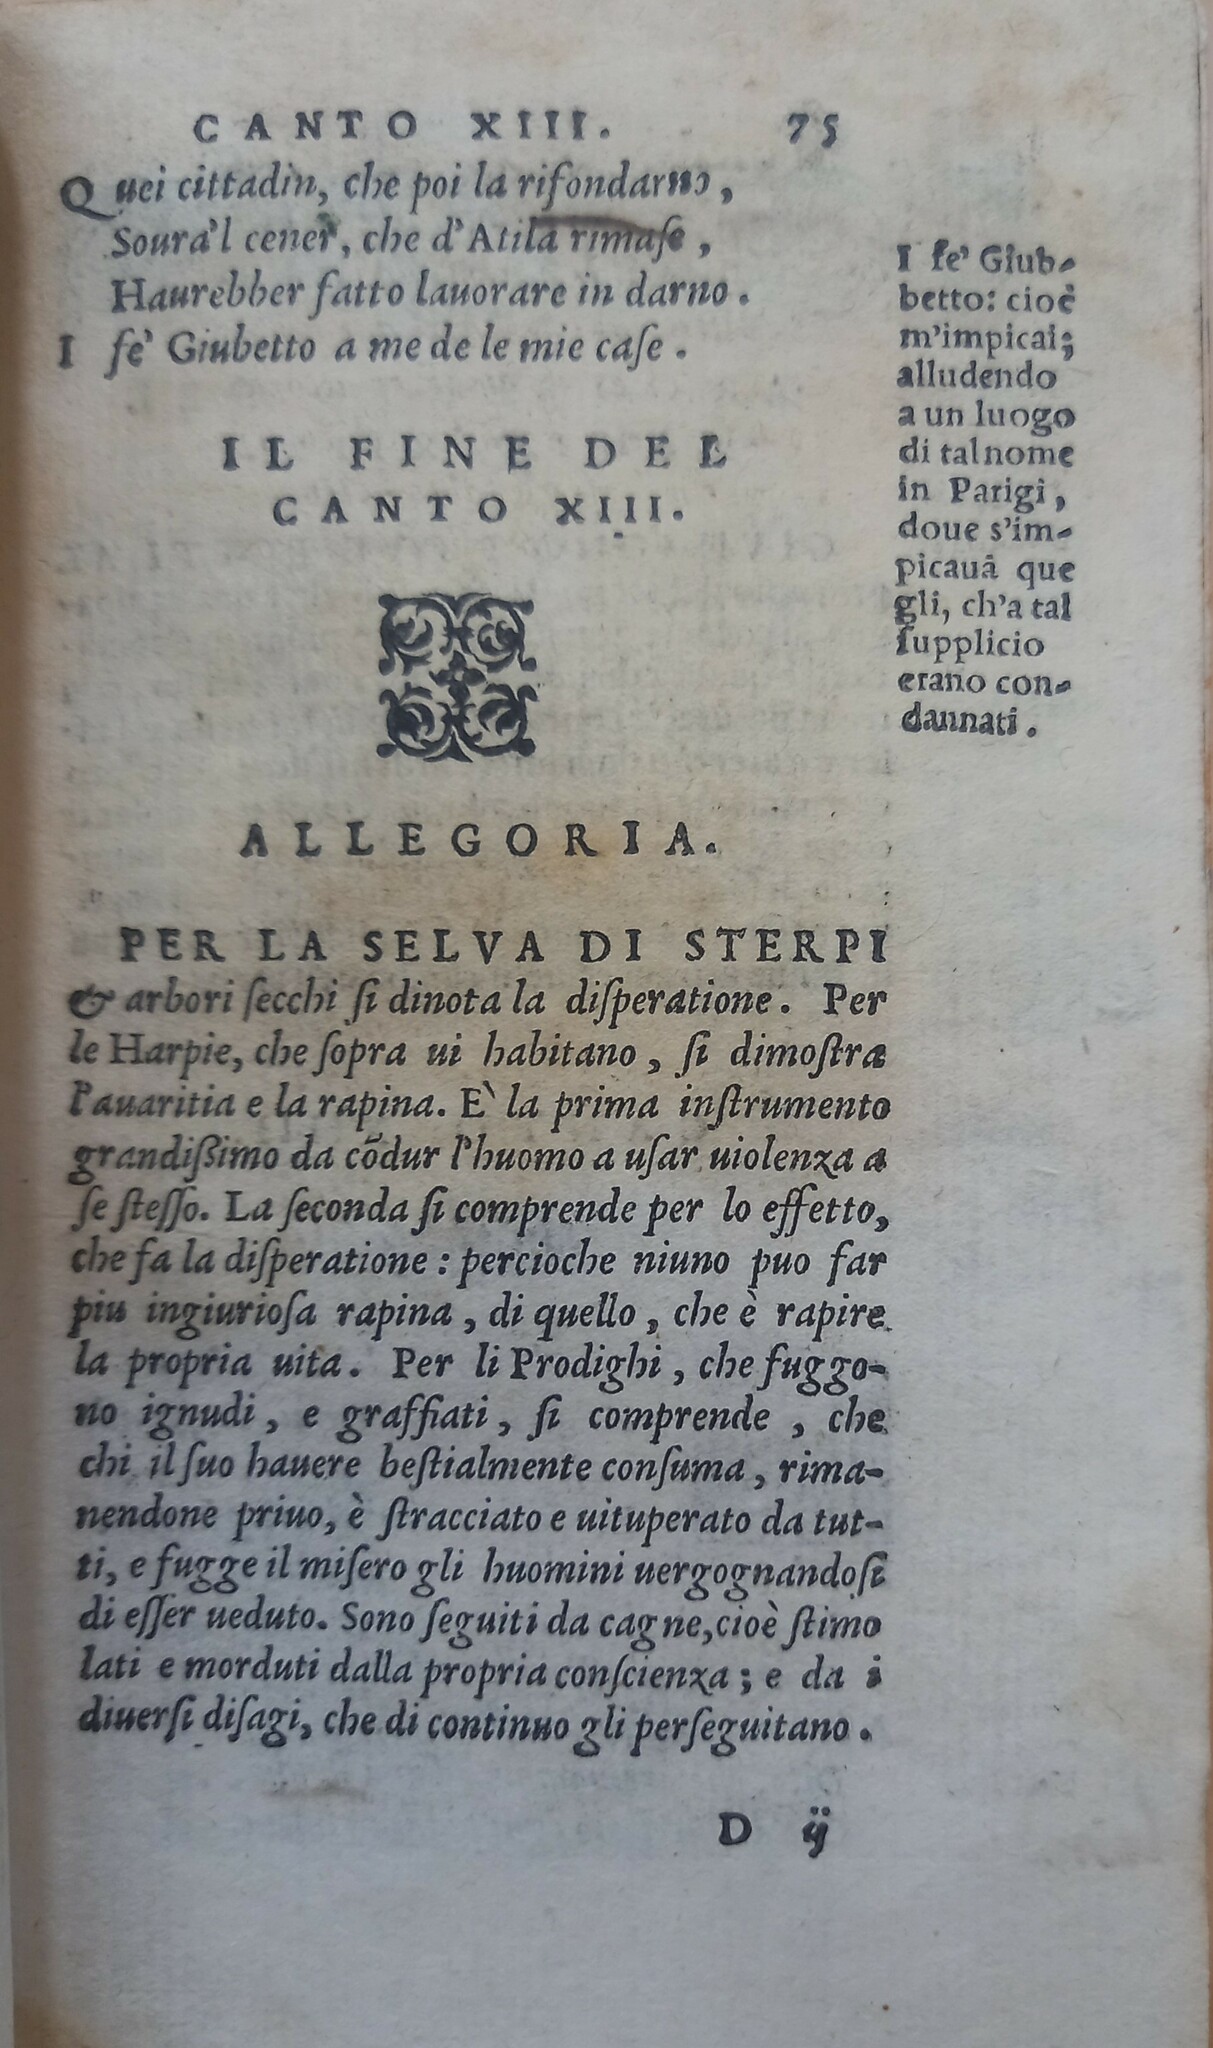 CANTO XIII. 75
Quei cittadin, che poi la rifondarno,
Soura'l cener, che d'Atila rimaſe,
Haurebber fatto lauorare in darno.
I fe' Giubetto a me de le mie caſe.
IL FINE DEL
CANTO XIII.
I fe' Giub-
betto: cioè
m'impicai;
alludendo
a un luogo
di tal nome
in Parigi,
doue s'im-
picauā que
gli, ch'a tal
ſupplicio
erano con-
dannati.
ALLEGORIA.
PER LA SELVA DI STERPI
& arbori ſecchi ſi dinota la diſperatione. Per
le Harpie, che ſopra ui habitano, ſi dimoſtra
l'auaritia e la rapina. E` la prima inſtrumento
grandiſſimo da cōdur l'huomo a uſar uiolenza a
ſe ſteſſo. La ſeconda ſi comprende per lo effetto,
che fa la diſperatione: percioche niuno puo far
piu ingiurioſa rapina, di quello, che è rapire
la propria uita. Per li Prodighi, che fuggo-
no ignudi, e graffiati, ſi comprende, che
chi il ſuo hauere beſtialmente conſuma, rima-
nendone priuo, è ſtracciato e uituperato da tut-
ti, e fugge il miſero gli huomini uergognandoſi
di eſſer ueduto. Sono ſeguiti da cagne, cioè ſtimo
lati e morduti dalla propria conſcienza; e da i
diuerſi diſagi, che di continuo gli perſeguitano.
D ij